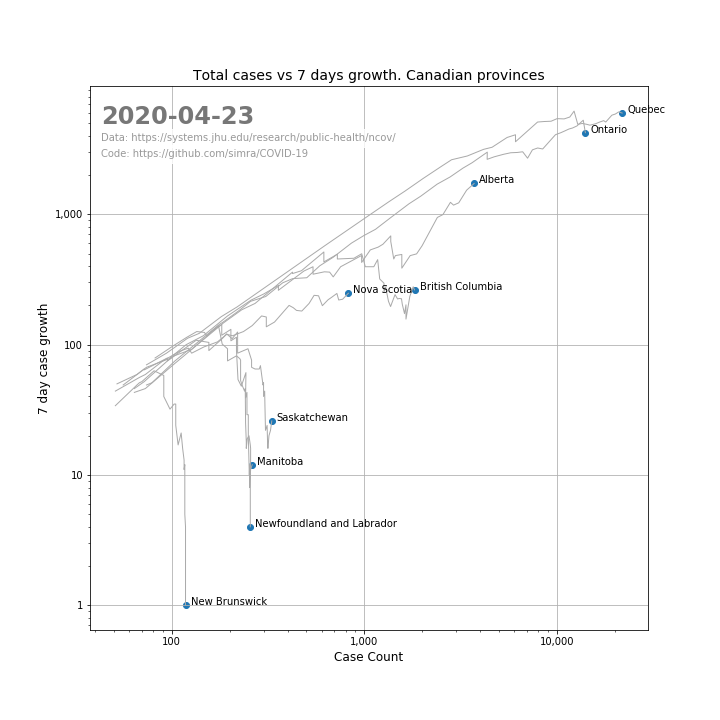 Total cases vs 7 days growth. Canadian provinces
2020-04-23
Data: https://systems.jhu.edu/research/public-health/ncov/
Code: https://github.com/simra/COVID-19
Quebec
Ontario
Alberta
1,000
Nova Scotia
British Columbia
100
Saskatchewan
Manitoba
10
Newfoundland and Labrador
New Brunswick
1
7 day case growth
100
1,000
10,000
Case Count